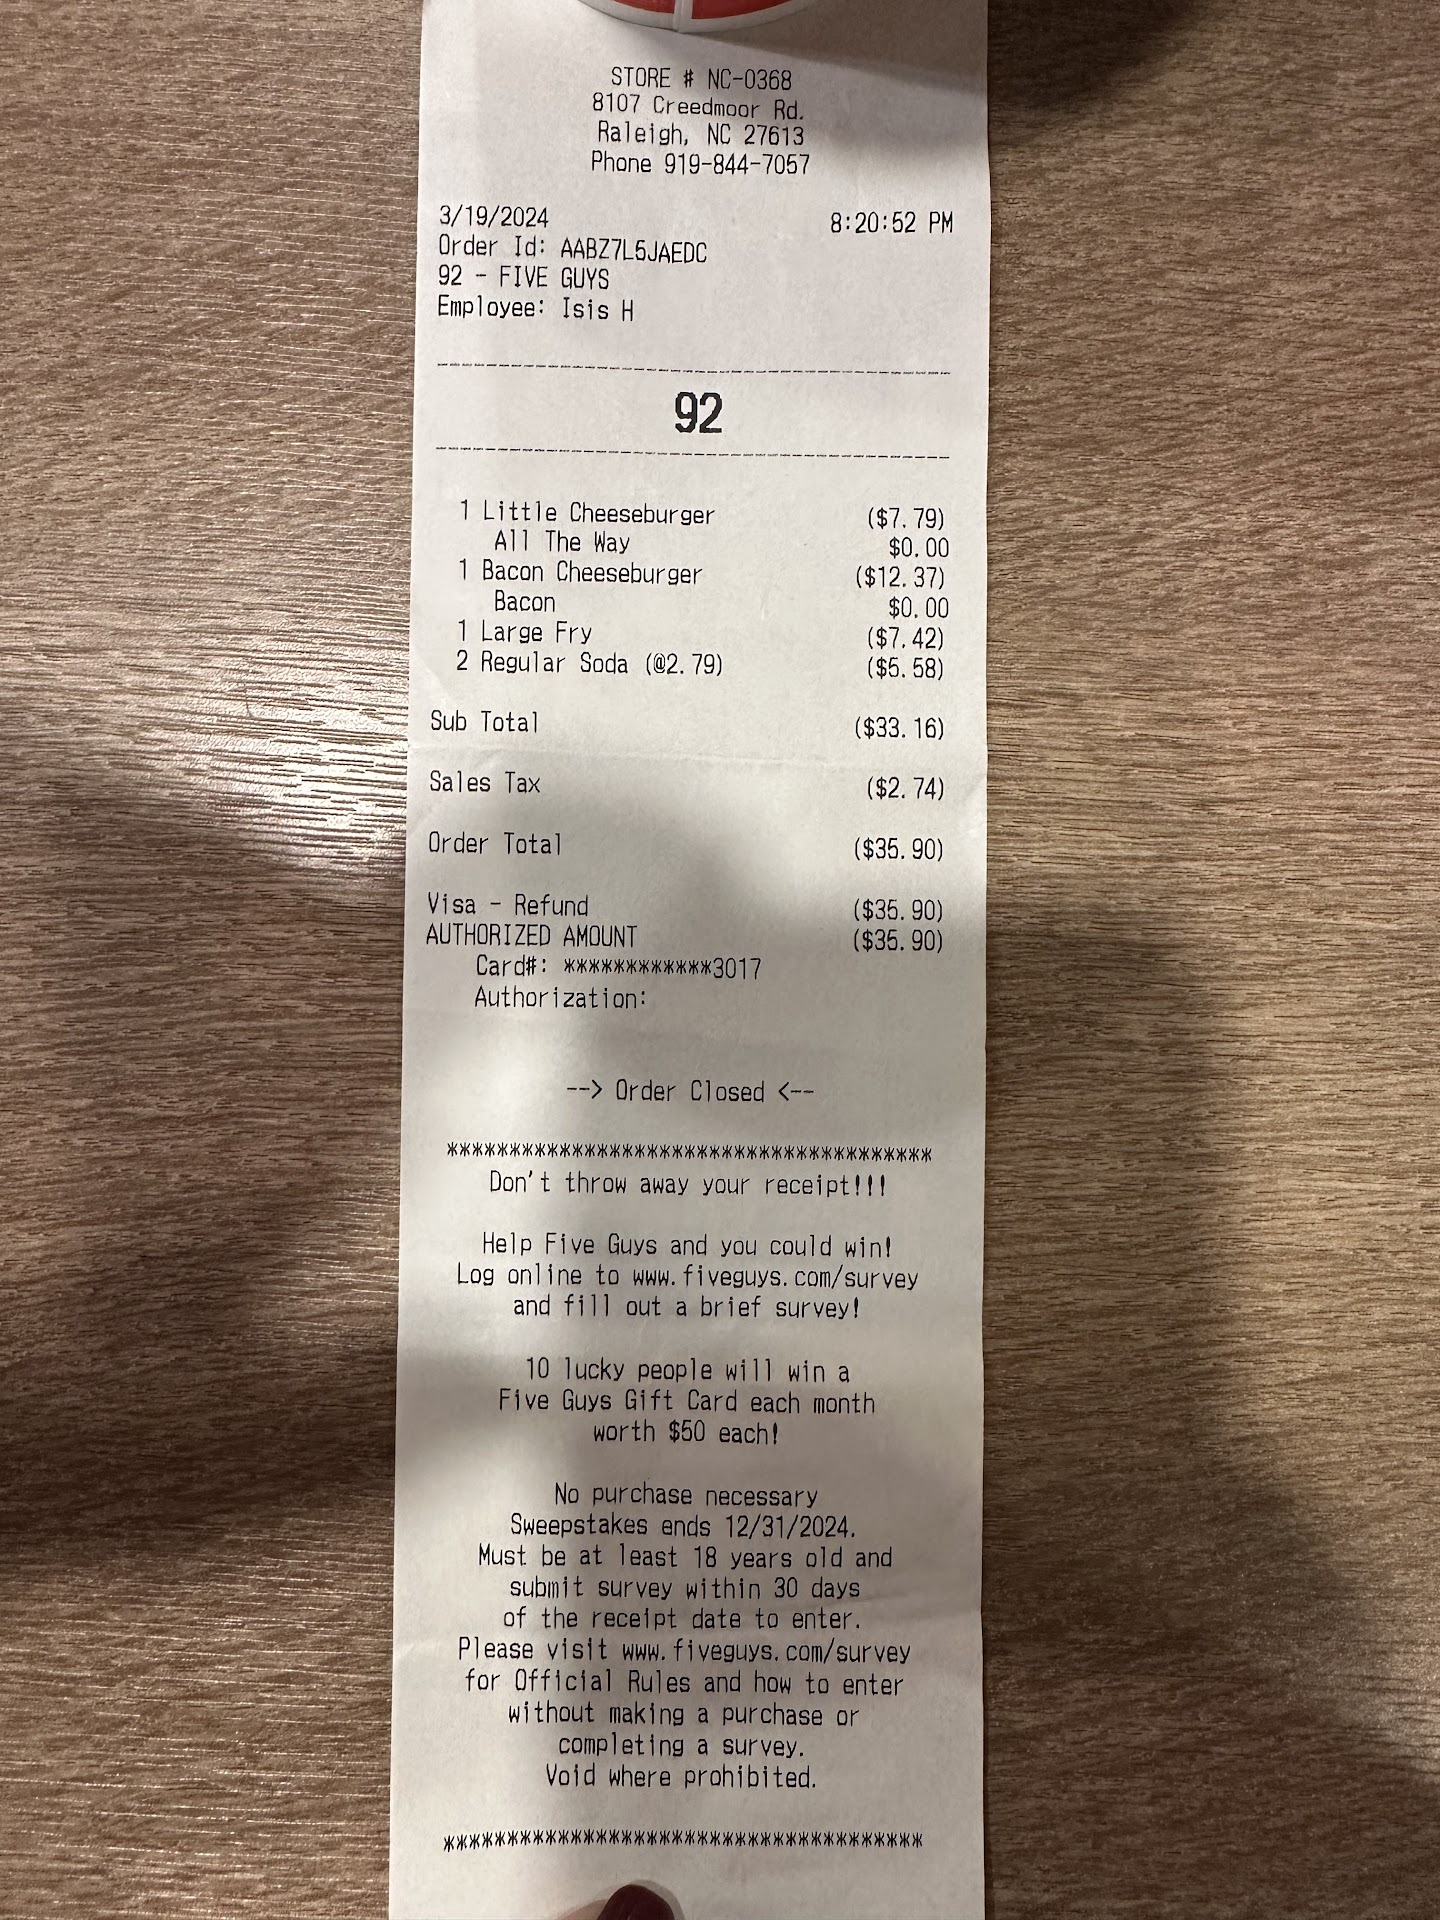 STORE # NC-0368
8107 Creedmoor Rd.
Raleigh, NC 27613
Phone 919-844-7057
3/19/2024 8:20:52 PM
Order Id: AABZ7L5JAEDC
92 - FIVE GUYS
Employee: Isis H
92
1 Little Cheeseburger ($7.79)
All The Way $0.00
1 Bacon Cheeseburger ($12.37)
Bacon $0.00
1 Large Fry ($7.42)
2 Regular Soda (@2.79) ($5.58)
Sub Total ($33.16)
Sales Tax ($2.74)
Order Total ($35.90)
Visa - Refund ($35.90)
AUTHORIZED AMOUNT ($35.90)
Card#: ************3017
Authorization:
--> Order Closed <--
***************************************
Don't throw away your receipt!!!
Help Five Guys and you could win!
Log online to www.fiveguys.com/survey
and fill out a brief survey!
10 lucky people will win a
Five Guys Gift Card each month
worth $50 each!
No purchase necessary
Sweepstakes ends 12/31/2024.
Must be at least 18 years old and
submit survey within 30 days
of the receipt date to enter.
Please visit www.fiveguys.com/survey
for Official Rules and how to enter
without making a purchase or
completing a survey.
Void where prohibited.
***************************************